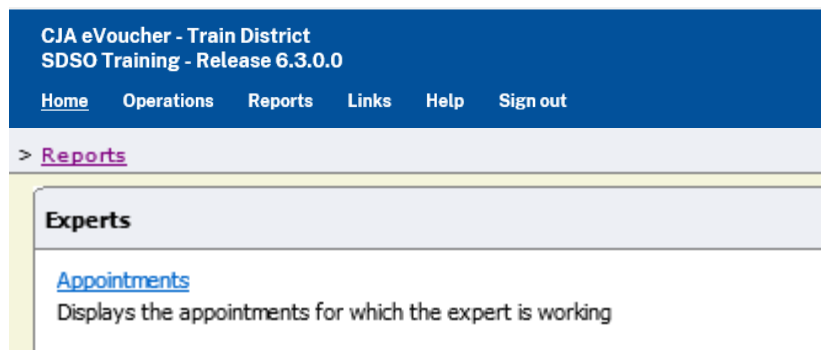 CJA eVoucher - Train District
SDSO Training - Release 6.3.0.0
Home Operations Reports Links Help Sign out
> Reports
Experts
Appointments
Displays the appointments for which the expert is working